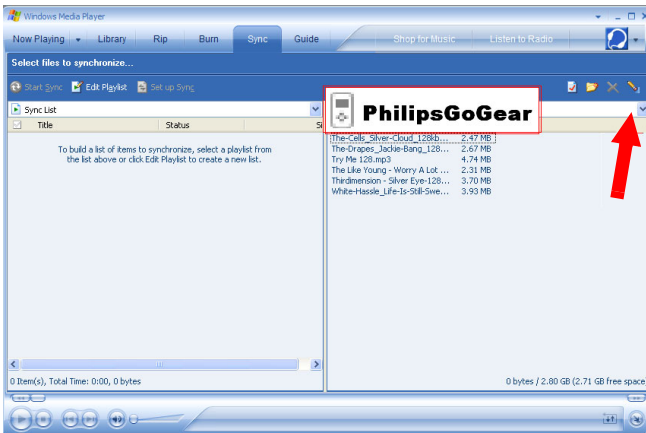 Windows Media Player
Now Playing Library Rip Burn Sync Guide Shop for Music Listen to Radio
Select files to synchronize...
Start Sync Edit Playlist Set up Sync
PhilipsGoGear
Sync List
Title Status Si
To build a list of items to synchronize, select a playlist from
the list above or click Edit Playlist to create a new list.
The-Cells_Silver-Cloud_128kb... 2.47 MB
The-Drapes_Jackie-Bang_128... 2.67 MB
Try Me 128.mp3 4.74 MB
The Like Young - Worry A Lot ... 2.31 MB
Thirdimension - Silver Eye-128... 3.70 MB
White-Hassle_Life-Is-Still-Swe... 3.93 MB
0 Item(s), Total Time: 0:00, 0 bytes
0 bytes / 2.80 GB (2.71 GB free space)